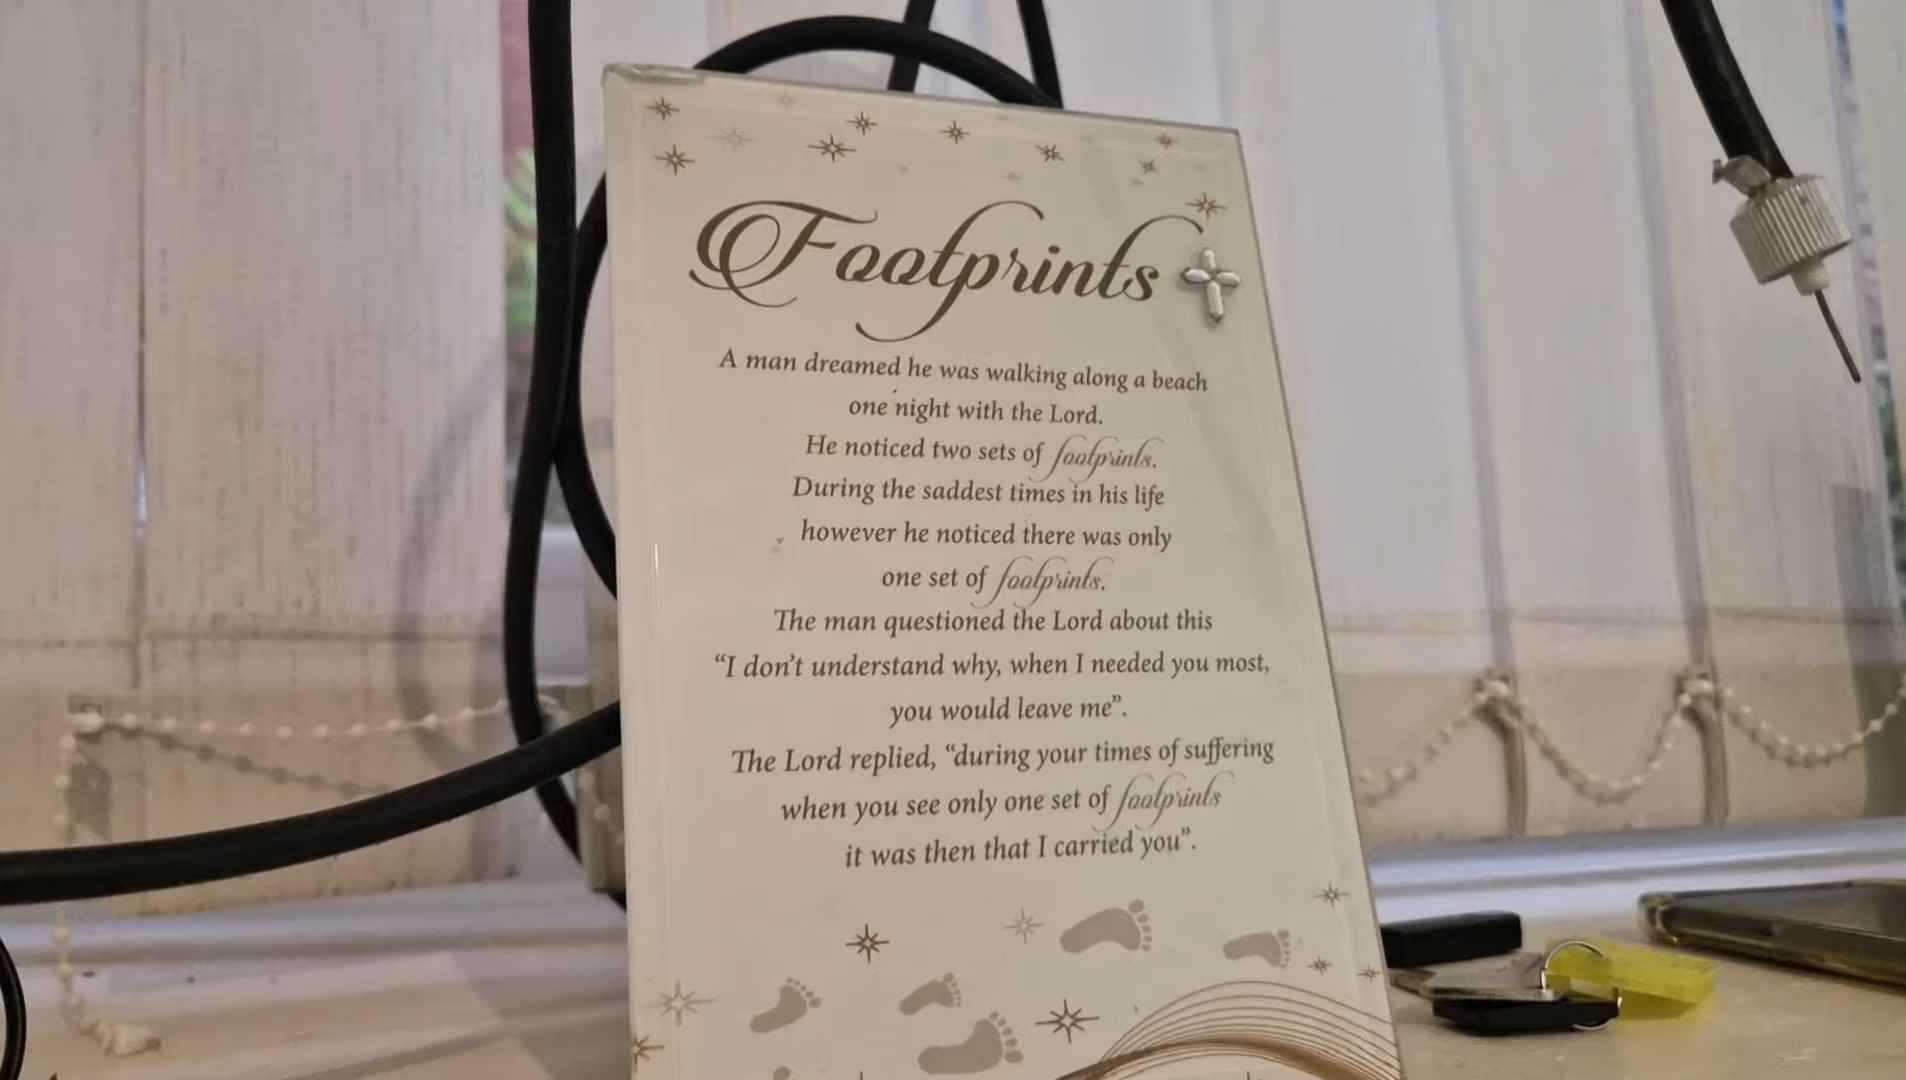 Footprints
A man dreamed he was walking along a beach
one night with the Lord.
He noticed two sets of footprints.
During the saddest times in his life
however he noticed there was only
one set of footprints.
The man questioned the Lord about this
“I don’t understand why, when I needed you most,
you would leave me”.
The Lord replied, “during your times of suffering
when you see only one set of footprints
it was then that I carried you”.